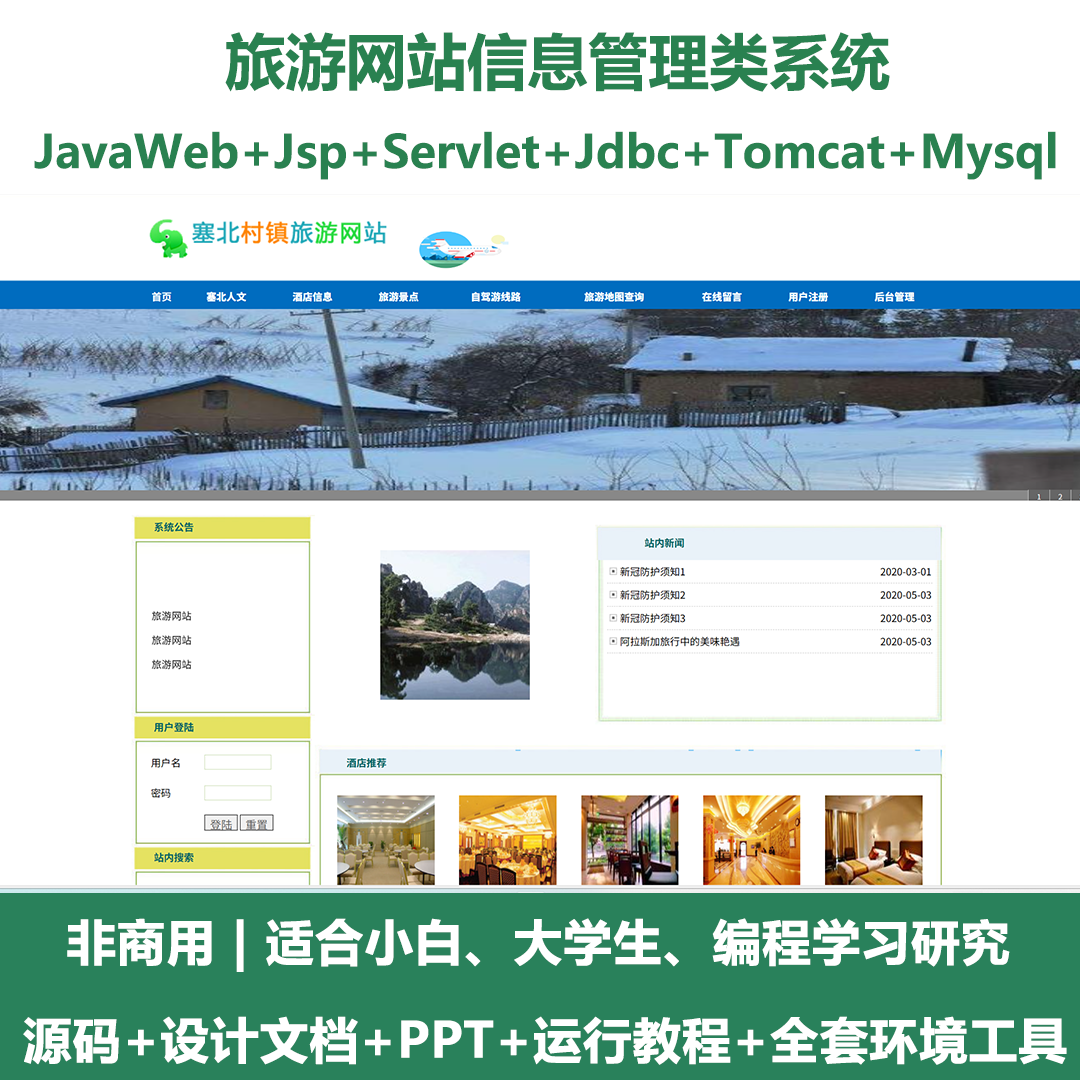 旅游网站信息管理类系统
JavaWeb+Jsp+Servlet+Jdbc+Tomcat+Mysql
塞北村镇旅游网站
首页 塞北人文 酒店信息 旅游景点 自驾游线路 旅游地图查询 在线留言 用户注册 后台管理
1 2
系统公告
旅游网站
旅游网站
旅游网站
站内新闻
新冠防护须知1 2020-03-01
新冠防护须知2 2020-05-03
新冠防护须知3 2020-05-03
阿拉斯加旅行中的美味艳遇 2020-05-03
用户登陆
用户名
密码
登陆 重置
站内搜索
酒店推荐
非商用 | 适合小白、大学生、编程学习研究
源码+设计文档+PPT+运行教程+全套环境工具